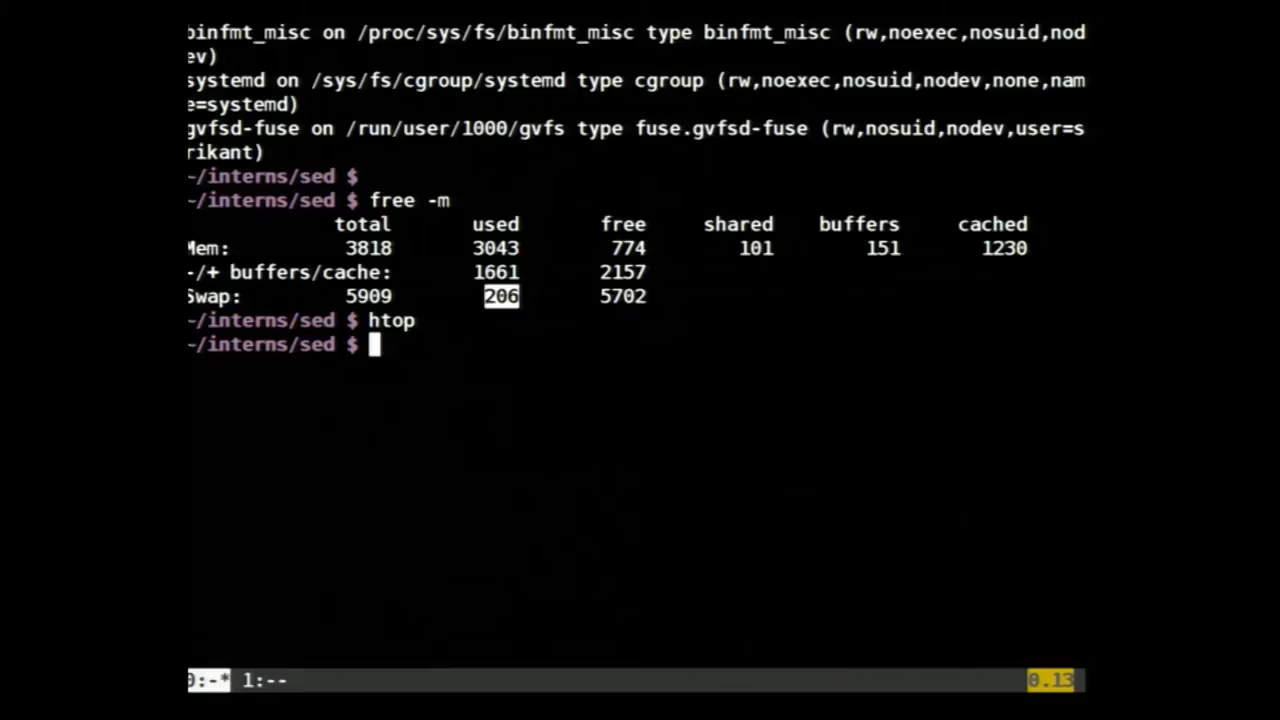 binfmt_misc on /proc/sys/fs/binfmt_misc type binfmt_misc (rw,noexec,nosuid,nod
ev)
systemd on /sys/fs/cgroup/systemd type cgroup (rw,noexec,nosuid,nodev,none,nam
e=systemd)
gvfsd-fuse on /run/user/1000/gvfs type fuse.gvfsd-fuse (rw,nosuid,nodev,user=s
rikant)
~/interns/sed $
~/interns/sed $ free -m
total used free shared buffers cached
Mem: 3818 3043 774 101 151 1230
-/+ buffers/cache: 1661 2157
Swap: 5909 206 5702
~/interns/sed $ htop
~/interns/sed $
0:-* 1:-- 0.13